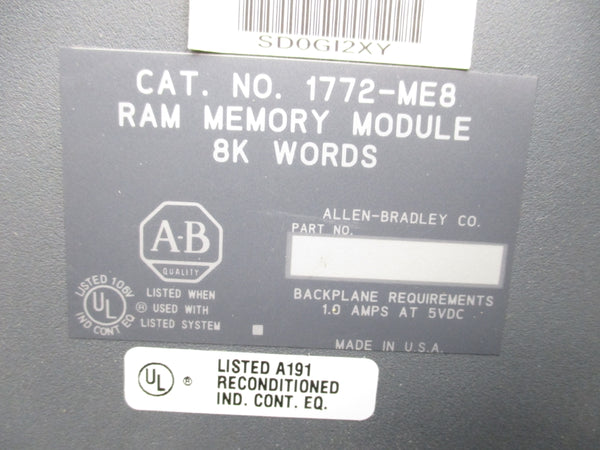 SD0GI2XY
CAT. NO. 1772-ME8
RAM MEMORY MODULE
8K WORDS
ALLEN-BRADLEY CO.
PART NO.
A-B
QUALITY
LISTED 106V
UL
IND CONT EQ
LISTED WHEN
® USED WITH
LISTED SYSTEM
BACKPLANE REQUIREMENTS
1.0 AMPS AT 5VDC
MADE IN U.S.A.
UL ®
LISTED A191
RECONDITIONED
IND. CONT. EQ.